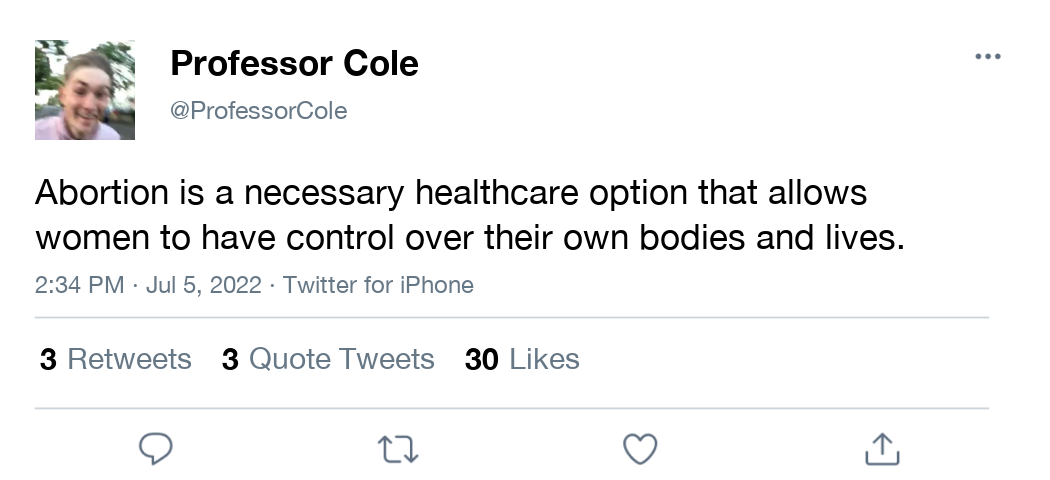 Professor Cole
@ProfessorCole
Abortion is a necessary healthcare option that allows
women to have control over their own bodies and lives.
2:34 PM · Jul 5, 2022 · Twitter for iPhone
3 Retweets 3 Quote Tweets 30 Likes